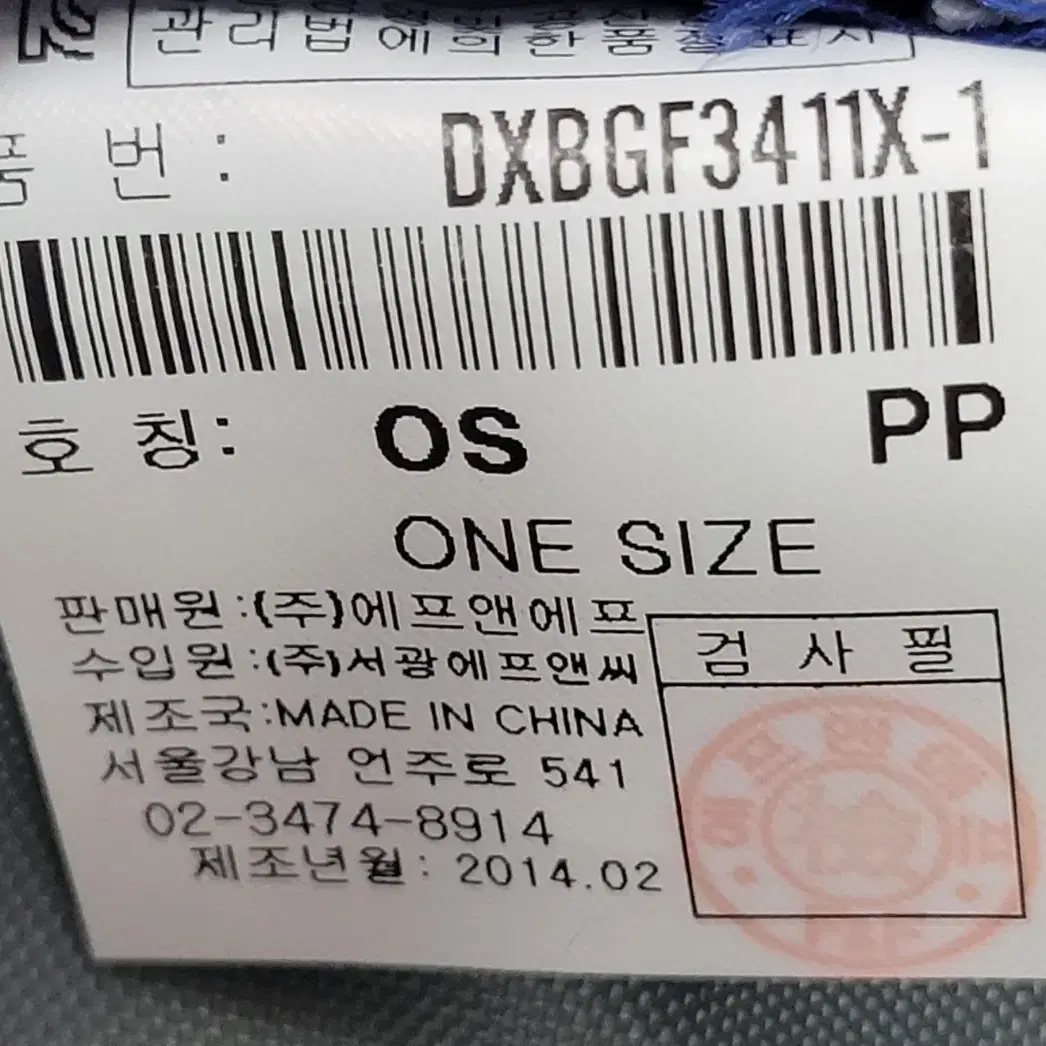 관리법에의한품질표시
품 번 : DXBGF3411X-1
호 칭: OS PP
ONE SIZE
판매원:(주)에프앤에프
수입원:(주)서광에프앤씨
제조국:MADE IN CHINA
서울강남 언주로 541
02-3474-8914
제조년월: 2014.02
검 사 필